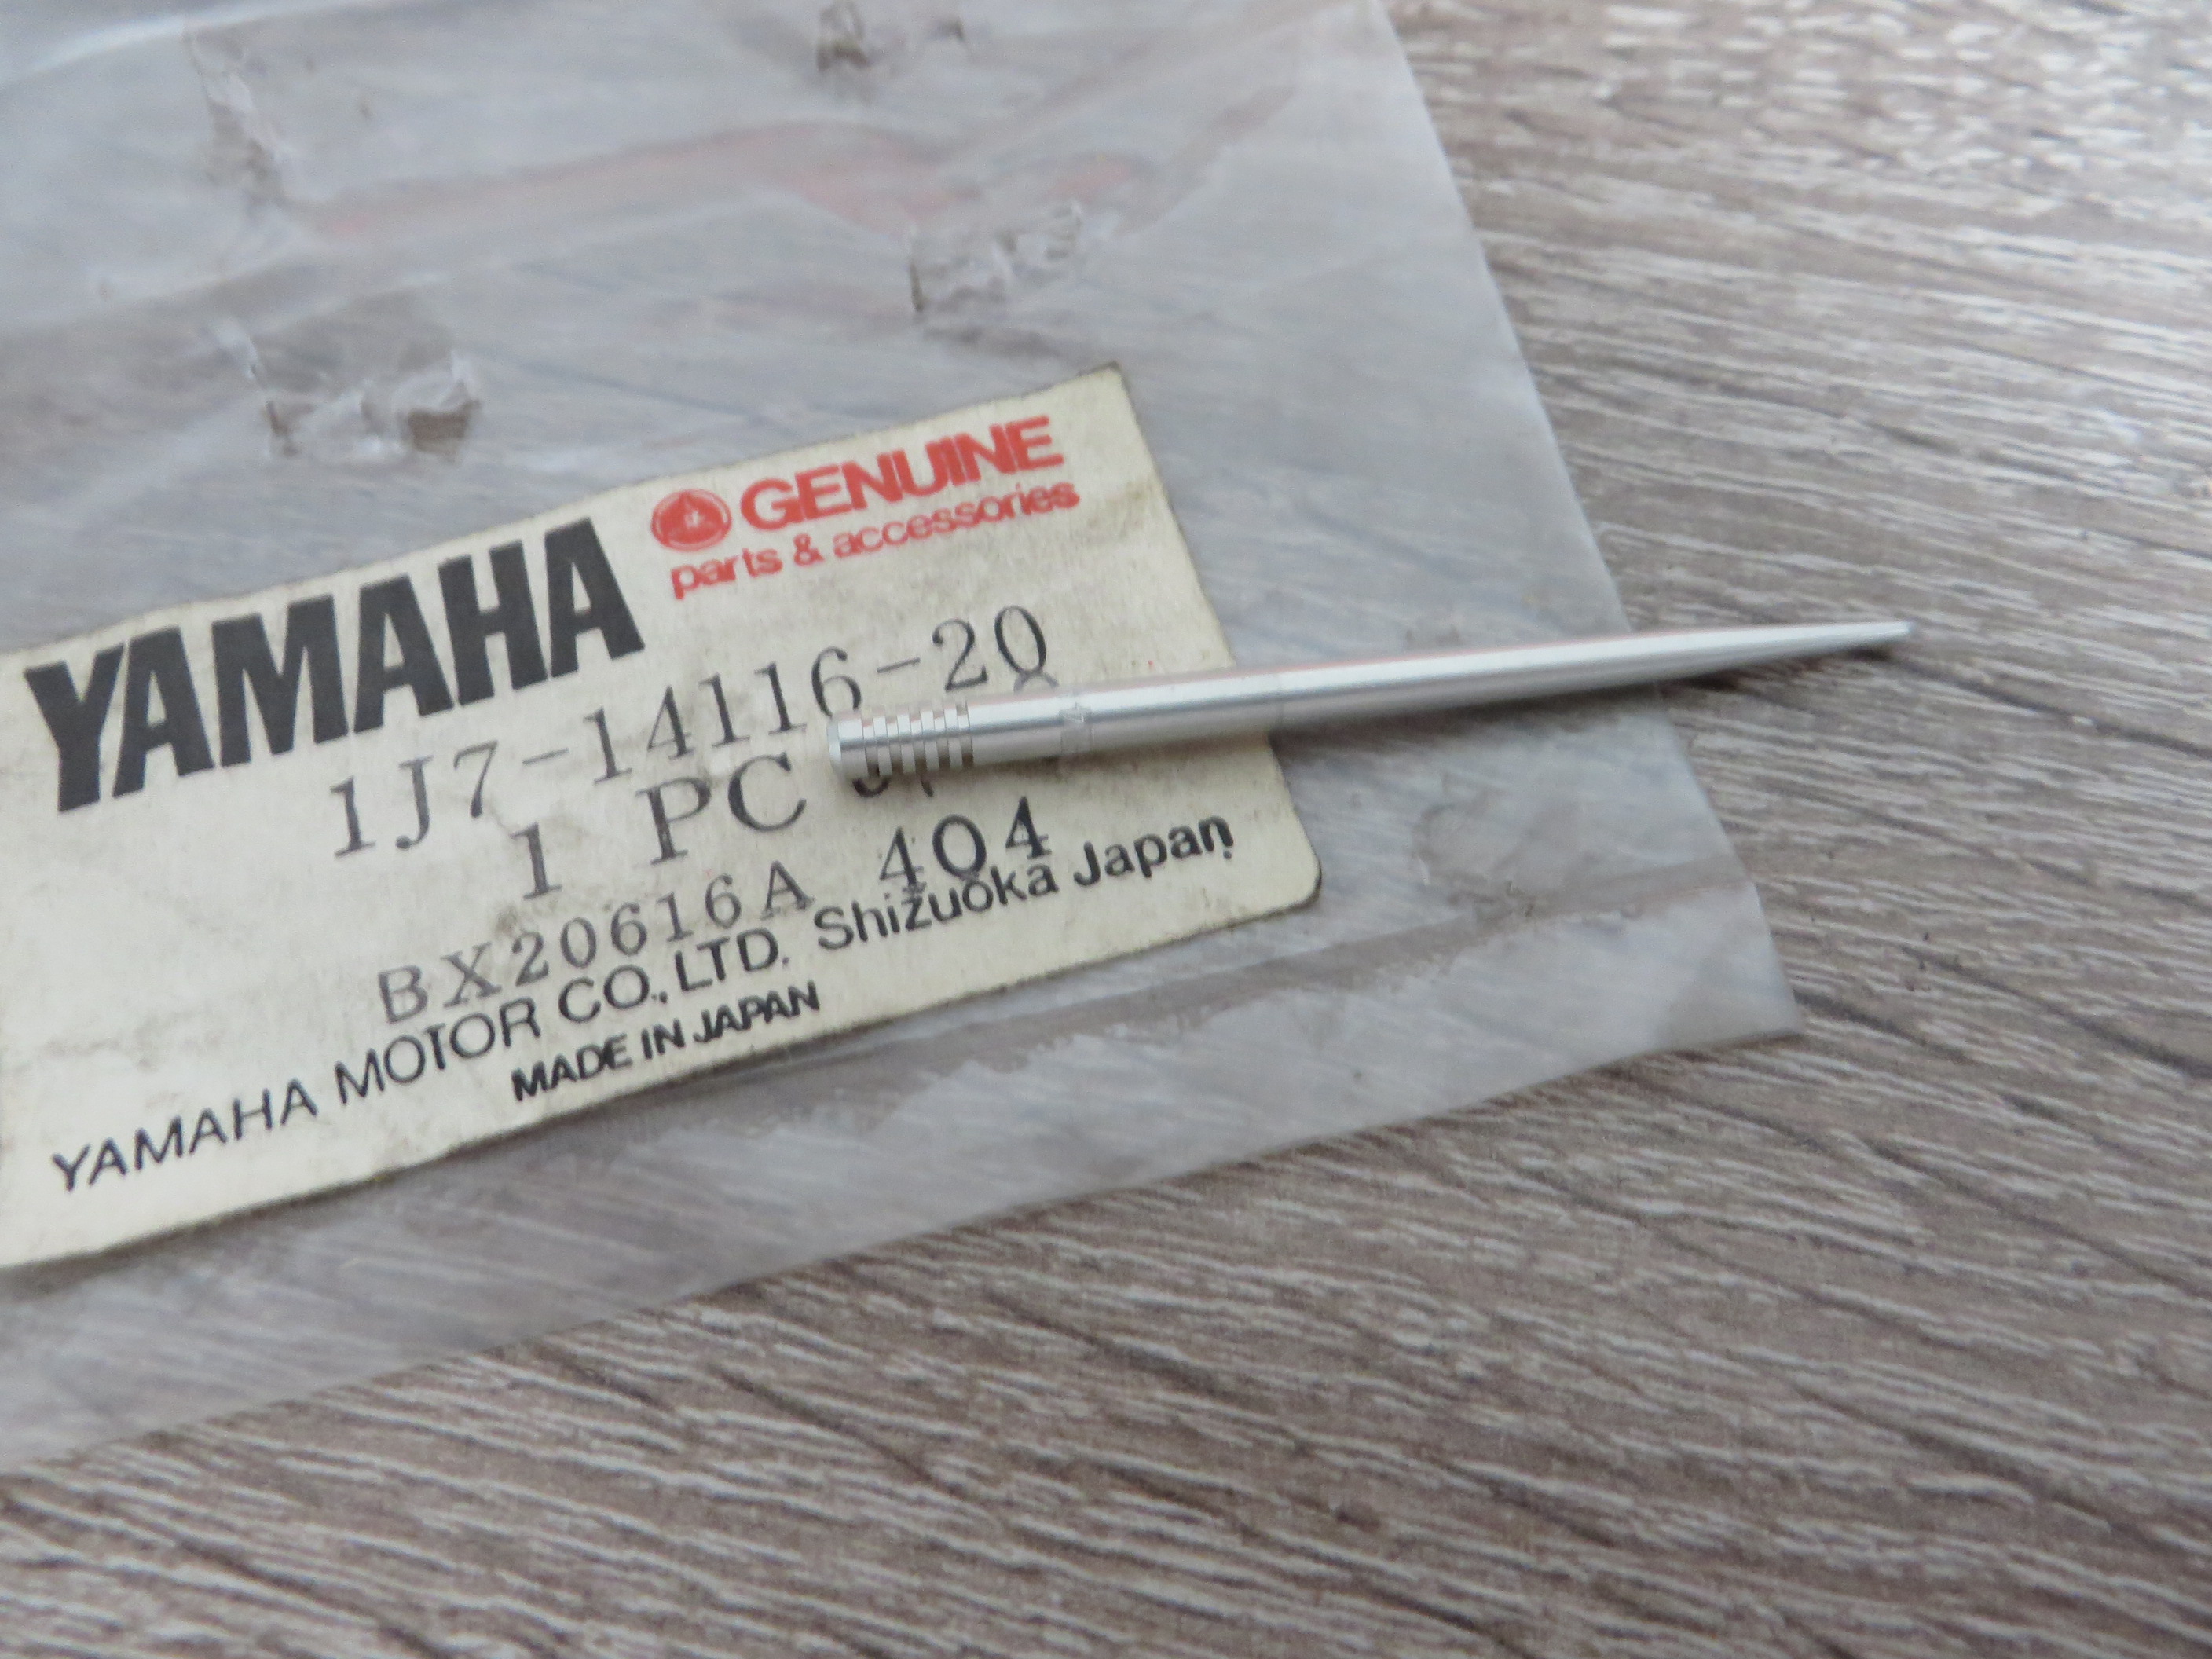 YAMAHA
GENUINE
parts & accessories
1J7-14116-20
1 PC
BX20616A 404
YAMAHA MOTOR CO., LTD. Shizuoka Japan
MADE IN JAPAN